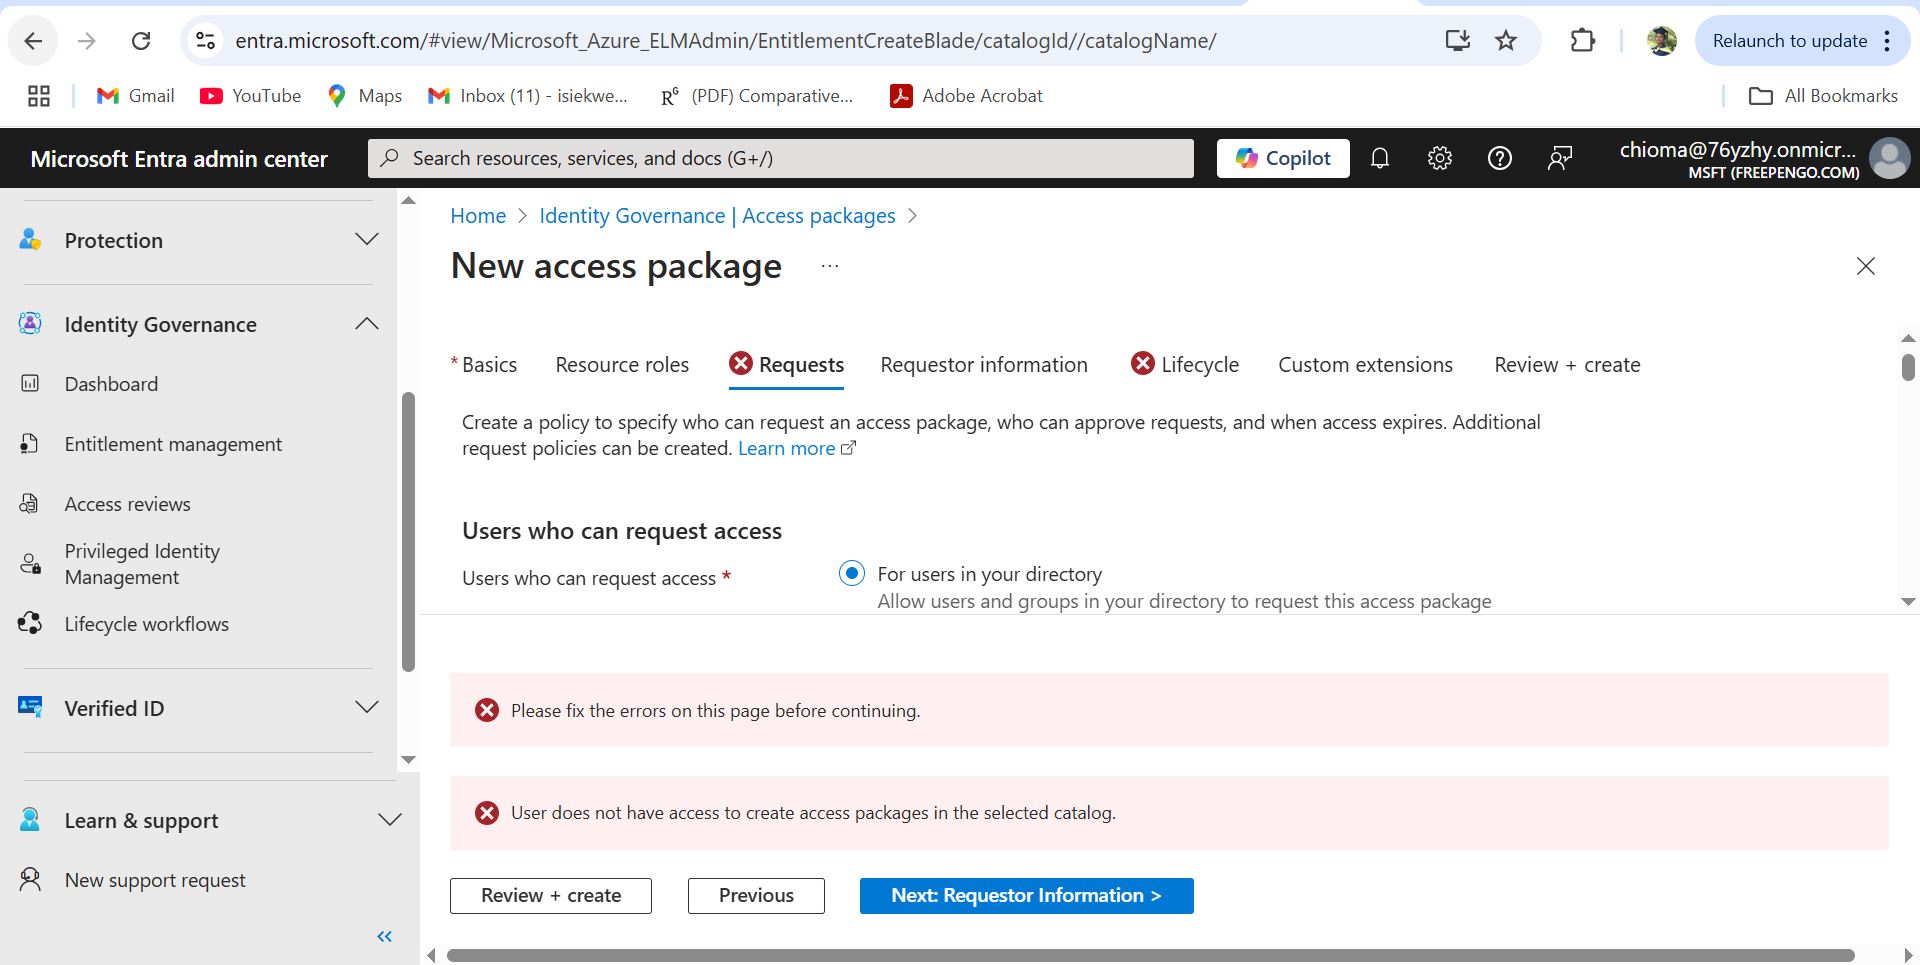 entra.microsoft.com/#view/Microsoft_Azure_ELMAdmin/EntitlementCreateBlade/catalogId//catalogName/
Relaunch to update
Gmail
YouTube
Maps
Inbox (11) - isiekwe...
(PDF) Comparative...
Adobe Acrobat
All Bookmarks
Microsoft Entra admin center
Search resources, services, and docs (G+/)
Copilot
chioma@76yzhy.onmicr...
MSFT (FREEPENGO.COM)
Protection
Identity Governance
Dashboard
Entitlement management
Access reviews
Privileged Identity
Management
Lifecycle workflows
Verified ID
Learn & support
New support request
Home > Identity Governance | Access packages >
New access package ...
* Basics
Resource roles
Requests
Requestor information
Lifecycle
Custom extensions
Review + create
Create a policy to specify who can request an access package, who can approve requests, and when access expires. Additional
request policies can be created. Learn more
Users who can request access
Users who can request access *
For users in your directory
Allow users and groups in your directory to request this access package
Please fix the errors on this page before continuing.
User does not have access to create access packages in the selected catalog.
Review + create
Previous
Next: Requestor Information >